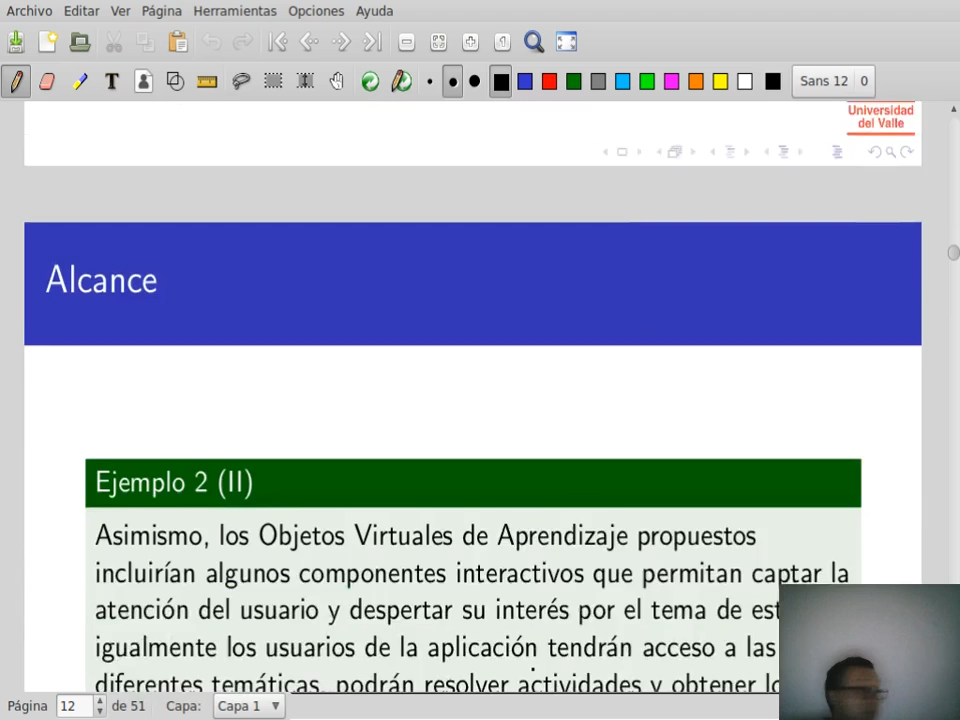 Archivo Editar Ver Página Herramientas Opciones Ayuda
T Sans 12 0
Universidad
del Valle
Alcance
Ejemplo 2 (II)
Asimismo, los Objetos Virtuales de Aprendizaje propuestos
incluirían algunos componentes interactivos que permitan captar la
atención del usuario y despertar su interés por el tema de
igualmente los usuarios de la aplicación tendrán acceso a las
diferentes temáticas, podrán resolver actividades y obtener
Página 12 de 51 Capa: Capa 1